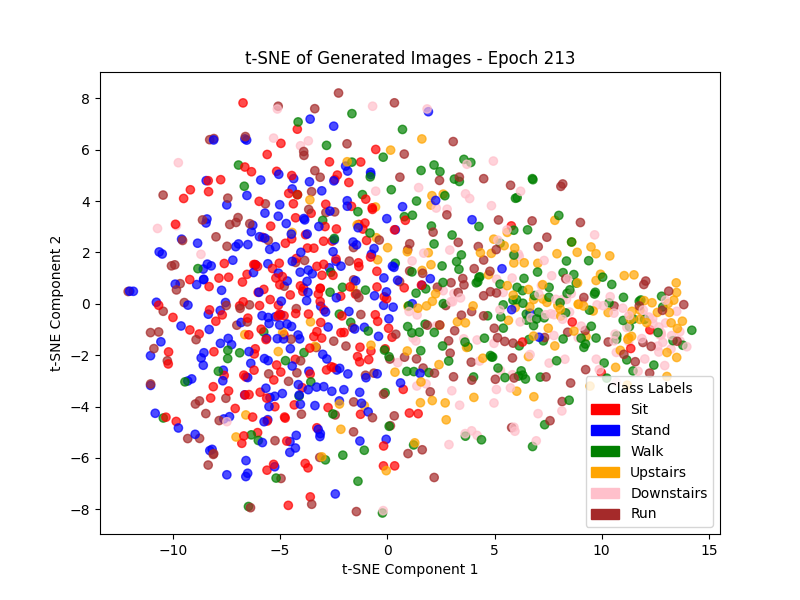 t-SNE of Generated Images - Epoch 213
t-SNE Component 2
8
6
4
2
0
−2
−4
−6
−8
−10
−5
0
5
10
15
t-SNE Component 1
Class Labels
Sit
Stand
Walk
Upstairs
Downstairs
Run